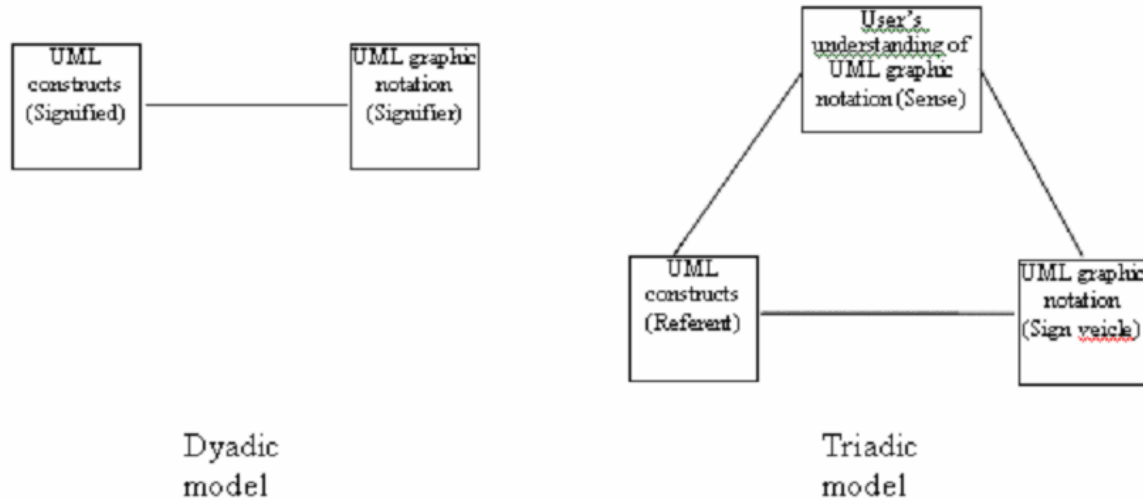 UML
constructs
(Signified)
UML graphic
notation
(Signifier)
Dyadic
model
User's
understanding of
UML graphic
notation (Sense)
UML
constructs
(Referent)
UML graphic
notation
(Sign veicle)
Triadic
model